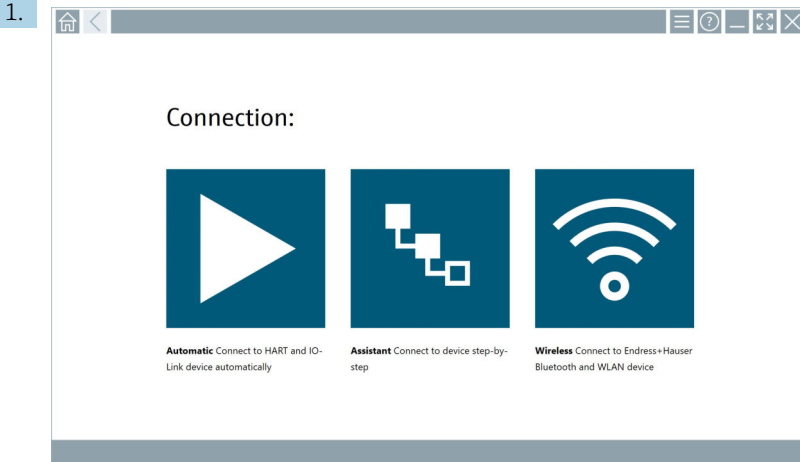 1.
Connection:
Automatic Connect to HART and IO-
Link device automatically
Assistant Connect to device step-by-
step
Wireless Connect to Endress+Hauser
Bluetooth and WLAN device